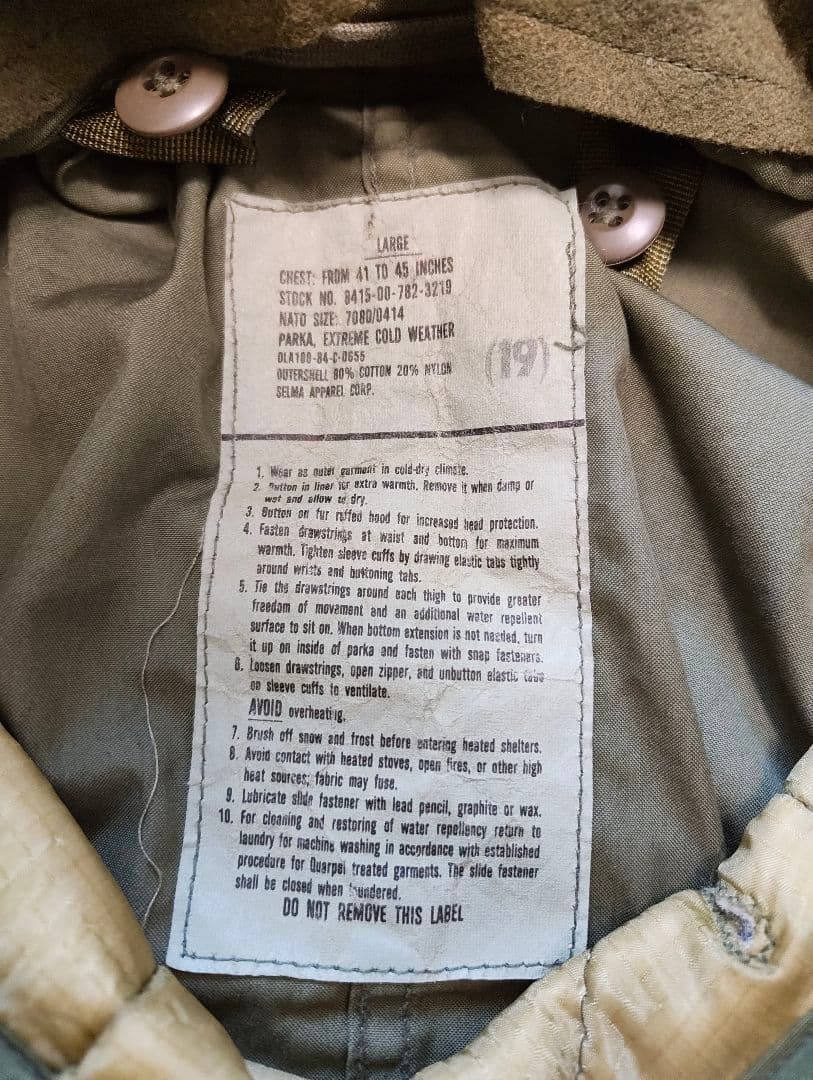 LARGE
CHEST: FROM 41 TO 45 INCHES
STOCK NO. 8415-00-782-3219
NATO SIZE: 7080/0414
PARKA, EXTREME COLD WEATHER
DLA100-84-C-0655
OUTERSHELL 80% COTTON 20% NYLON
SELMA APPAREL CORP.
(19)
1. Wear as outer garment in cold-dry climate.
2. Button in liner for extra warmth. Remove it when damp or
wet and allow to dry.
3. Button on fur ruffed hood for increased head protection.
4. Fasten drawstrings at waist and bottom for maximum
warmth. Tighten sleeve cuffs by drawing elastic tabs tightly
around wrists and buttoning tabs.
5. Tie the drawstrings around each thigh to provide greater
freedom of movement and an additional water repellent
surface to sit on. When bottom extension is not needed, turn
it up on inside of parka and fasten with snap fasteners.
6. Loosen drawstrings, open zipper, and unbutton elastic tabs
on sleeve cuffs to ventilate.
AVOID overheating.
7. Brush off snow and frost before entering heated shelters.
8. Avoid contact with heated stoves, open fires, or other high
heat sources; fabric may fuse.
9. Lubricate slide fastener with lead pencil, graphite or wax.
10. For cleaning and restoring of water repellency return to
laundry for machine washing in accordance with established
procedure for Quarpel treated garments. The slide fastener
shall be closed when laundered.
DO NOT REMOVE THIS LABEL